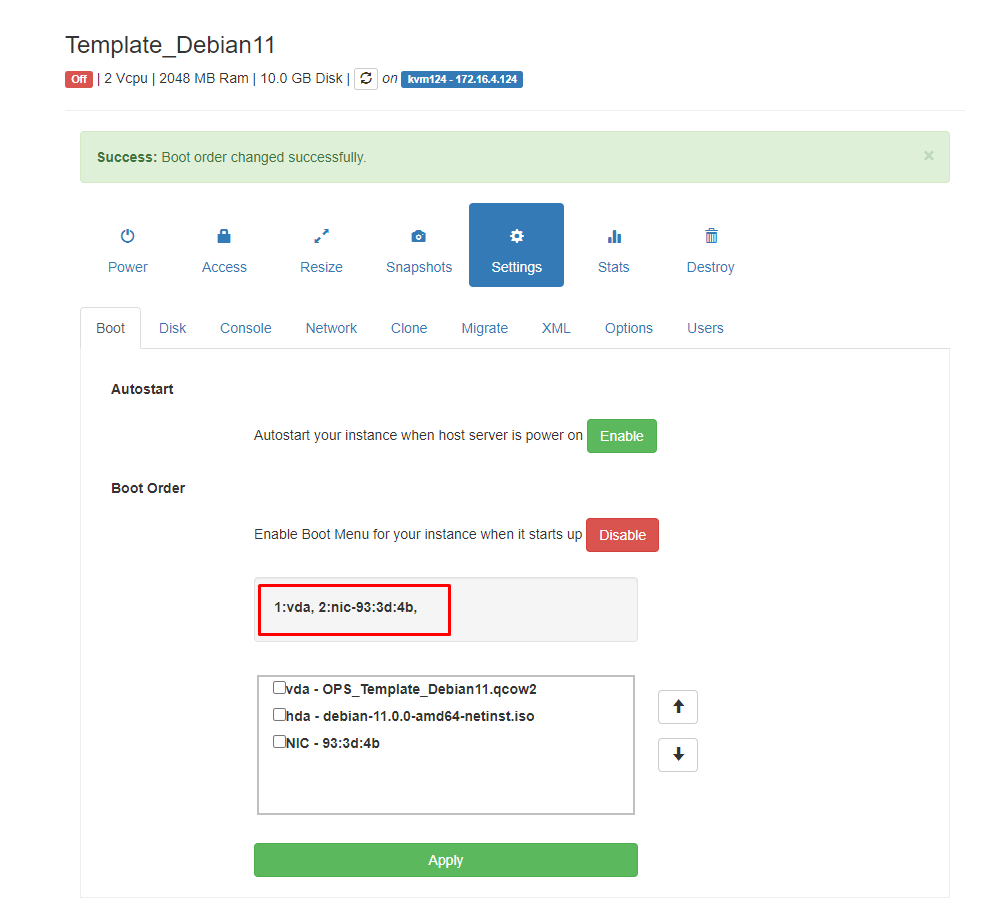 Template_Debian11
Off | 2 Vcpu | 2048 MB Ram | 10.0 GB Disk | on kvm124 - 172.16.4.124
Success: Boot order changed successfully. ×
Power Access Resize Snapshots Settings Stats Destroy
Boot Disk Console Network Clone Migrate XML Options Users
Autostart
Autostart your instance when host server is power on Enable
Boot Order
Enable Boot Menu for your instance when it starts up Disable
1:vda, 2:nic-93:3d:4b,
vda - OPS_Template_Debian11.qcow2
hda - debian-11.0.0-amd64-netinst.iso
NIC - 93:3d:4b
Apply